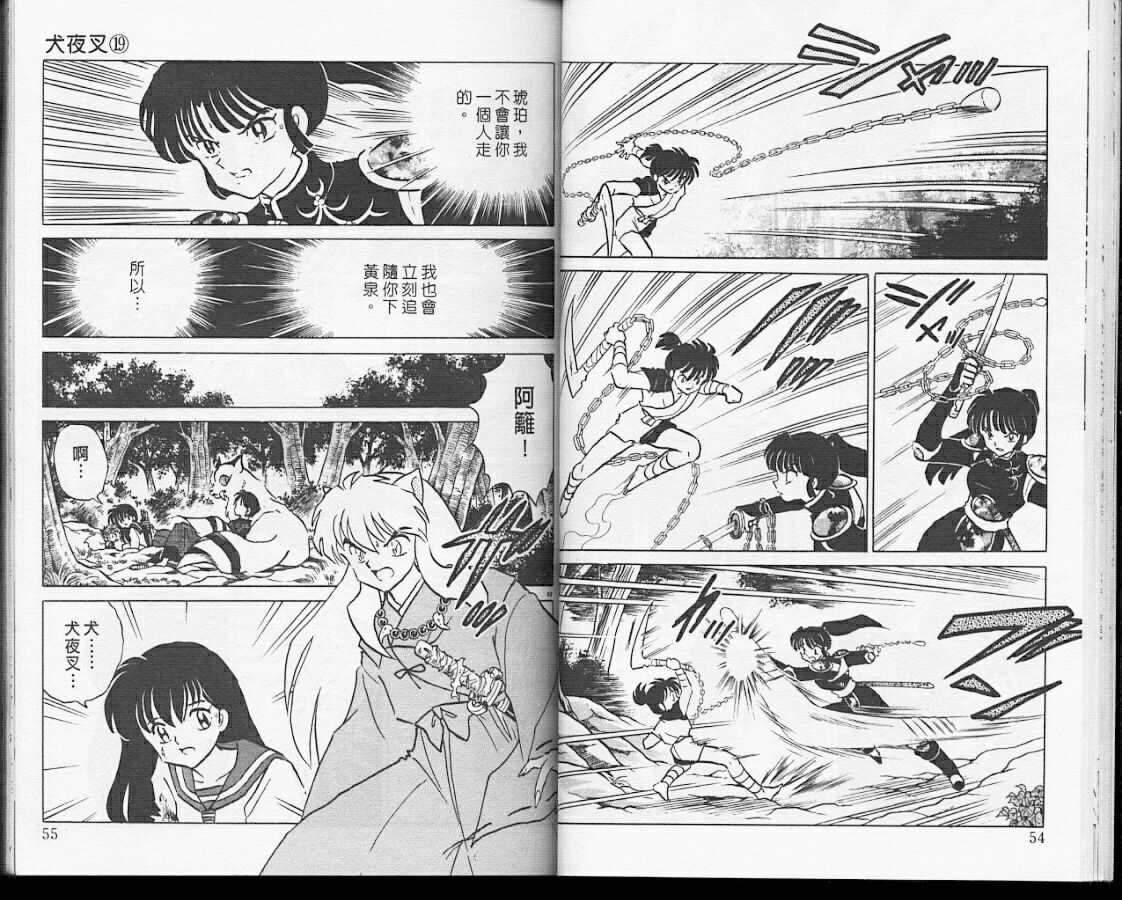 54
犬夜叉⑲
琥珀，我
不會讓你
一個人走
的。
我也會
立刻追
隨你下
黃泉。
所以…
阿籬！
啊…
犬……
犬夜叉…
55